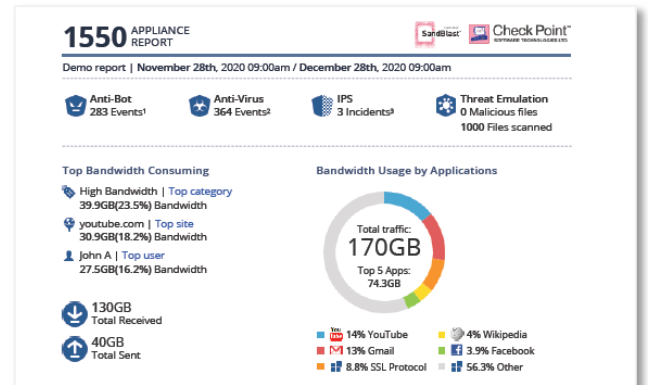 1550 APPLIANCE REPORT
SandBlast
Check Point™
SOFTWARE TECHNOLOGIES LTD.
Demo report | November 28th, 2020 09:00am / December 28th, 2020 09:00am
Anti-Bot
283 Events¹
Anti-Virus
364 Events²
IPS
3 Incidents³
Threat Emulation
0 Malicious files
1000 Files scanned
Top Bandwidth Consuming
High Bandwidth | Top category
39.9GB(23.5%) Bandwidth
youtube.com | Top site
30.9GB(18.2%) Bandwidth
John A | Top user
27.5GB(16.2%) Bandwidth
130GB
Total Received
40GB
Total Sent
Bandwidth Usage by Applications
Total traffic:
170GB
Top 5 Apps:
74.3GB
You
Tube
14% YouTube
13% Gmail
8.8% SSL Protocol
4% Wikipedia
3.9% Facebook
56.3% Other